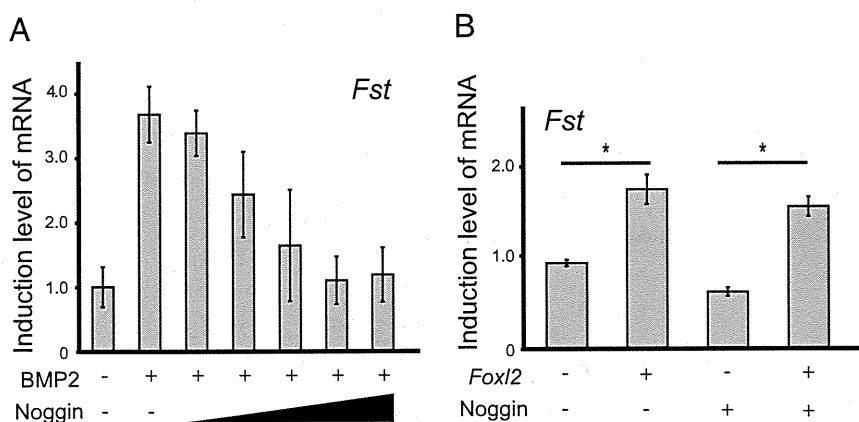 A
Induction level of mRNA
Fst
4.0
3.0
2.0
1.0
0
BMP2 - + + + + + +
Noggin - -
B
Induction level of mRNA
Fst
* *
2.0
1.0
0
Foxl2 - + - +
Noggin - - + +